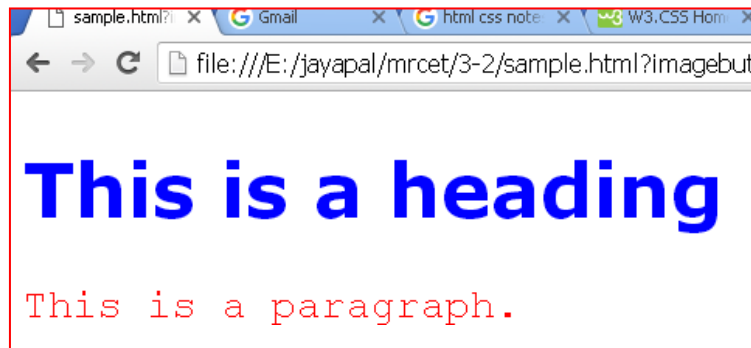 sample.html?i Gmail html css note W3.CSS Hom
file:///E:/jayapal/mrcet/3-2/sample.html?imagebut
This is a heading
This is a paragraph.